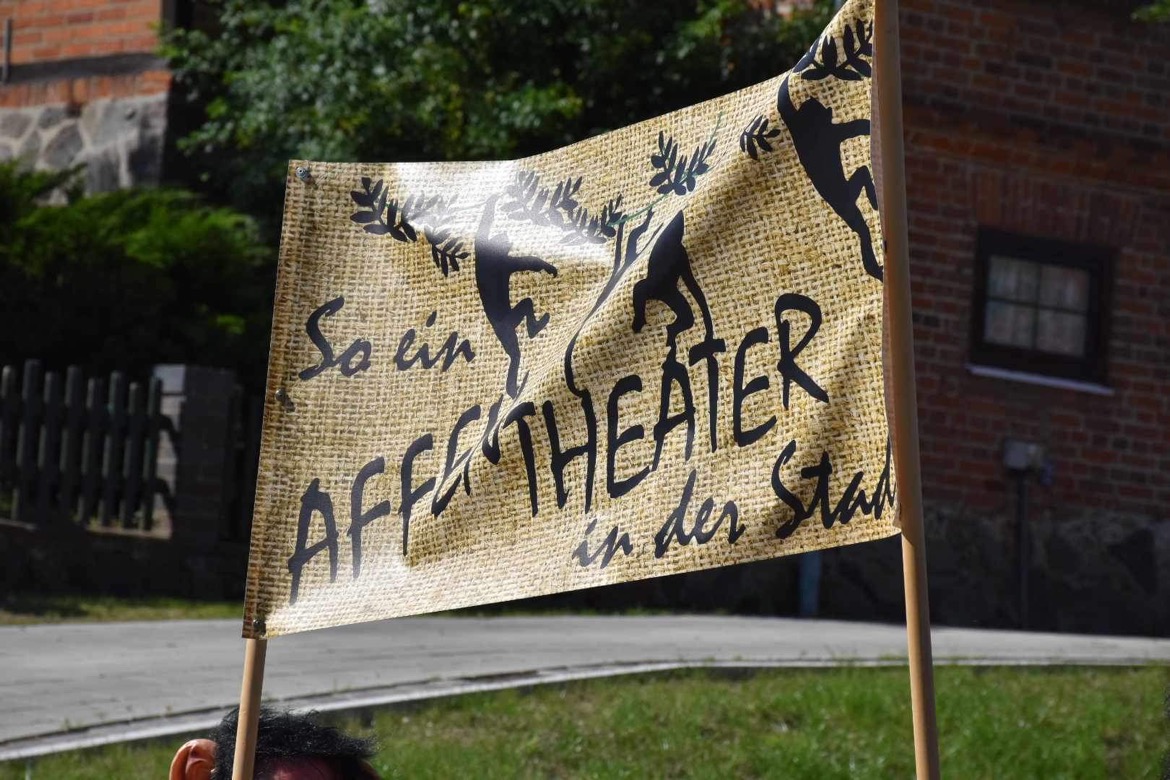 So ein
AFFENTHEATER
in der Stadt